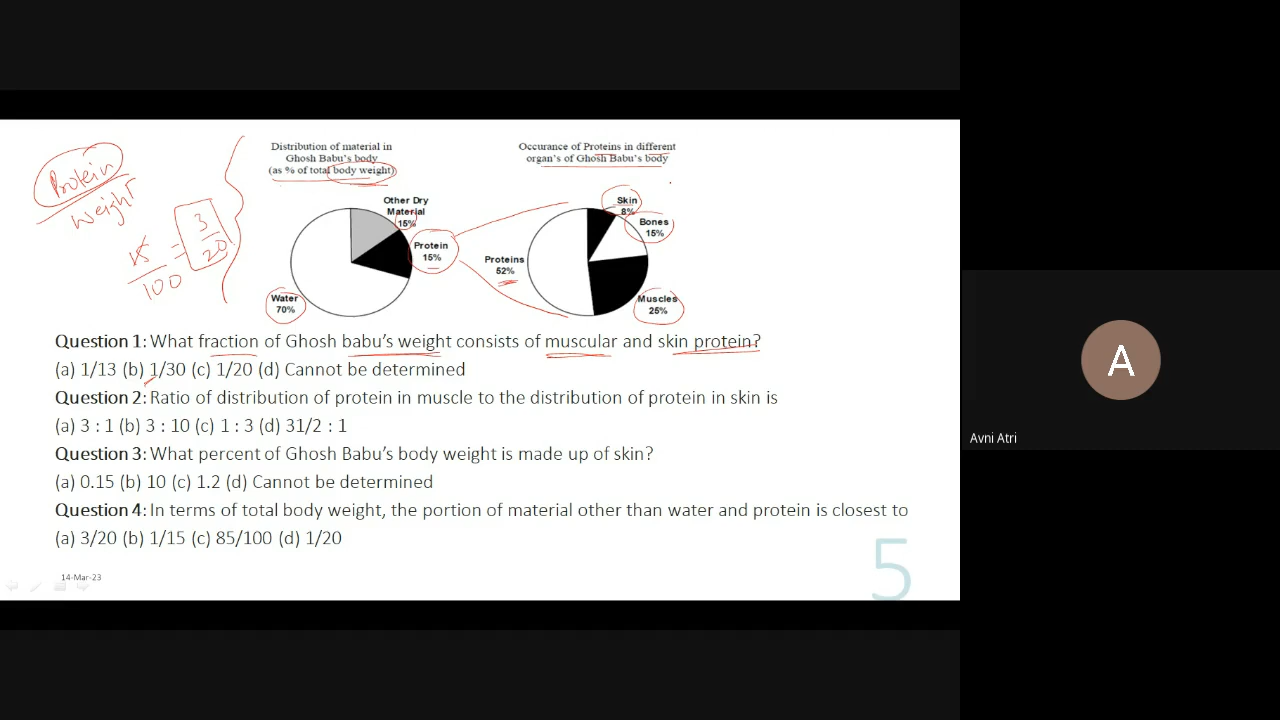 Protein
Weight
15
100
=
3
20
Distribution of material in
Ghosh Babu's body
(as % of total body weight)
Other Dry
Material
15%
Protein
15%
Water
70%
Occurance of Proteins in different
organ's of Ghosh Babu's body
Skin
8%
Bones
15%
Proteins
52%
Muscles
25%
Question 1: What fraction of Ghosh babu's weight consists of muscular and skin protein?
(a) 1/13 (b) 1/30 (c) 1/20 (d) Cannot be determined
Question 2: Ratio of distribution of protein in muscle to the distribution of protein in skin is
(a) 3 : 1 (b) 3 : 10 (c) 1 : 3 (d) 31/2 : 1
Question 3: What percent of Ghosh Babu's body weight is made up of skin?
(a) 0.15 (b) 10 (c) 1.2 (d) Cannot be determined
Question 4: In terms of total body weight, the portion of material other than water and protein is closest to
(a) 3/20 (b) 1/15 (c) 85/100 (d) 1/20
14-Mar-23
5
A
Avni Atri